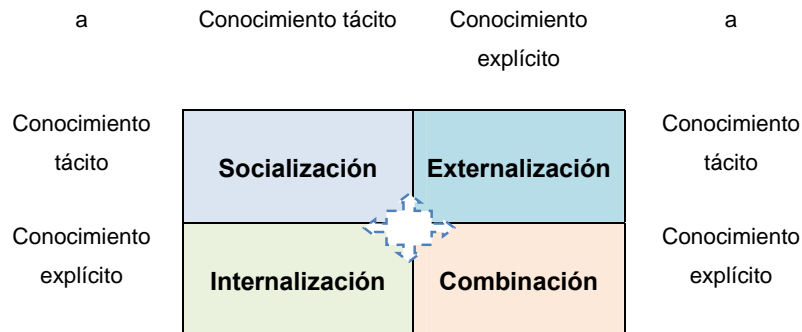 a Conocimiento tácito Conocimiento a
explícito
Conocimiento Conocimiento
tácito Socialización Externalización tácito
Conocimiento Conocimiento
explícito Internalización Combinación explícito